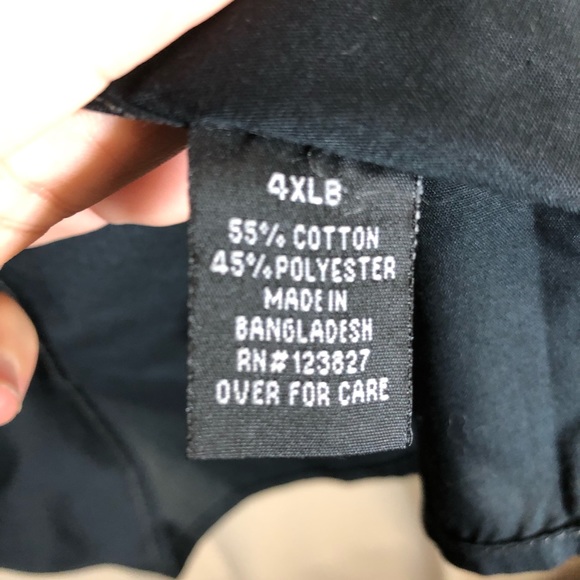 4XLB
55% COTTON
45% POLYESTER
MADE IN
BANGLADESH
RN#123827
OVER FOR CARE